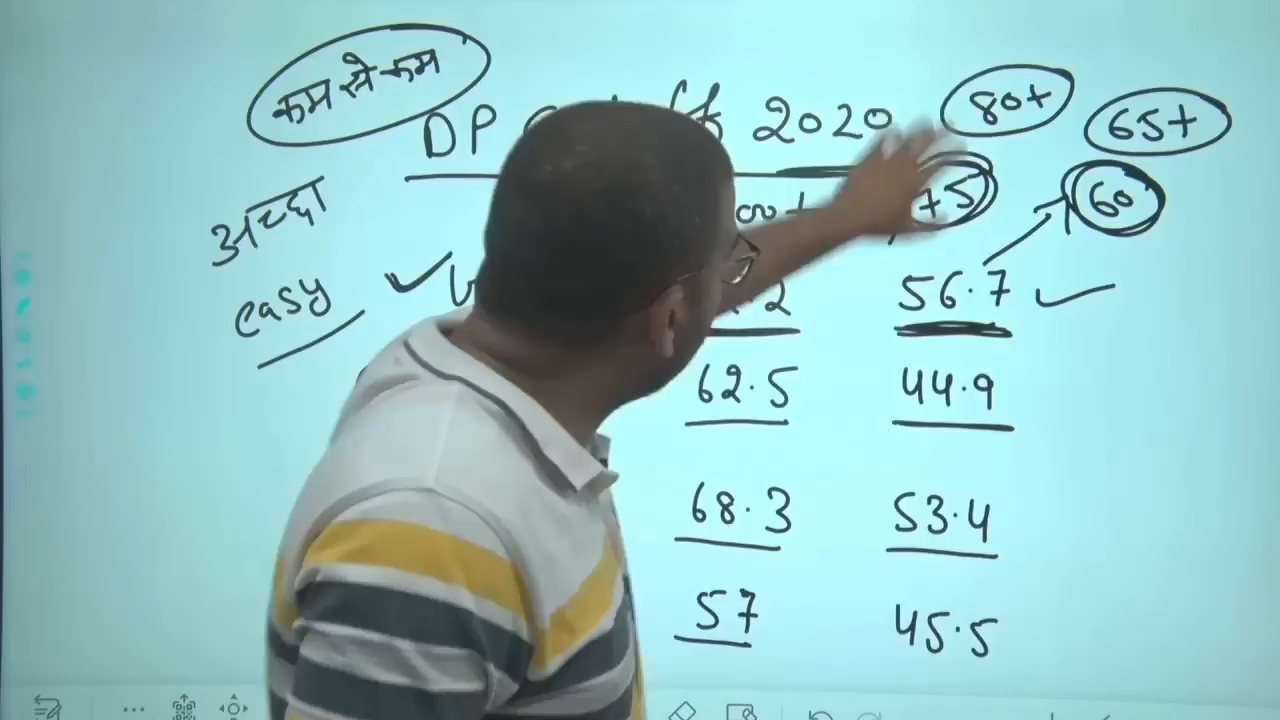 कम से कम
DP 2020 80+ 65+
अच्छा 60
easy 56.7
62.5 44.9
68.3 53.4
57 45.5